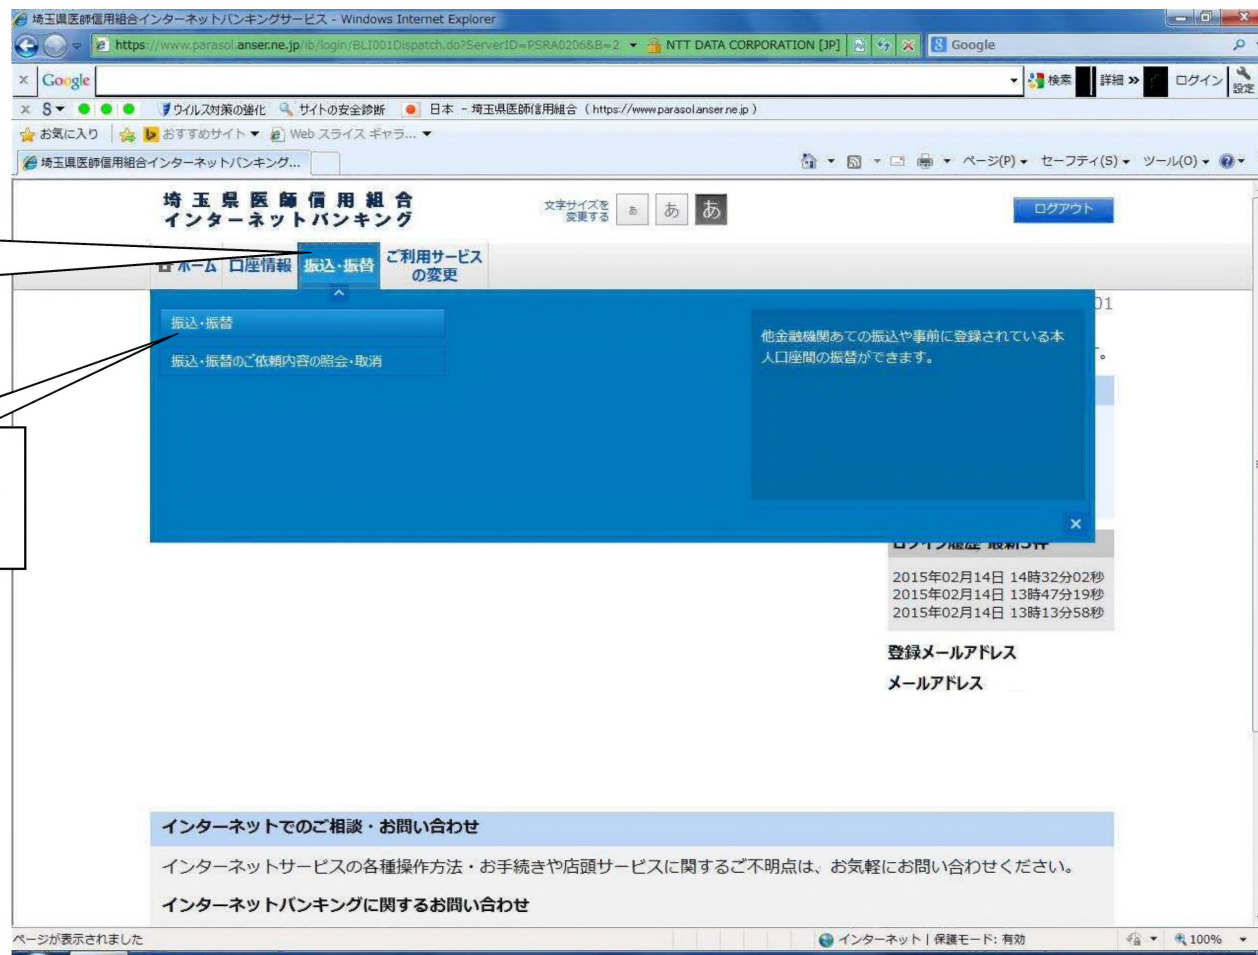 埼玉県医師信用組合インターネットバンキングサービス - Windows Internet Explorer
https://www.parasol.anser.ne.jp/ib/login/BLI001Dispatch.do?ServerID=PSRA0206&B=2 NTT DATA CORPORATION [JP] Google
× Google 検索 詳細 >> ログイン 設定
x S ウイルス対策の強化 サイトの安全診断 日本 - 埼玉県医師信用組合 ( https://www.parasol.anser.ne.jp )
お気に入り おすすめサイト Web スライス ギャラ...
埼玉県医師信用組合インターネットバンキング... ページ(P) セーフティ(S) ツール(O)
埼玉県医師信用組合
インターネットバンキング
文字サイズを
変更する
あ あ あ
ログアウト
ホーム 口座情報 振込・振替 ご利用サービス
の変更
01
振込・振替
振込・振替のご依頼内容の照会・取消
他金融機関あての振込や事前に登録されている本
人口座間の振替ができます。
。
×
ログイン履歴 最新3件
2015年02月14日 14時32分02秒
2015年02月14日 13時47分19秒
2015年02月14日 13時13分58秒
登録メールアドレス
メールアドレス
インターネットでのご相談・お問い合わせ
インターネットサービスの各種操作方法・お手続きや店頭サービスに関するご不明点は、お気軽にお問い合わせください。
インターネットバンキングに関するお問い合わせ
ページが表示されました インターネット | 保護モード: 有効 100%